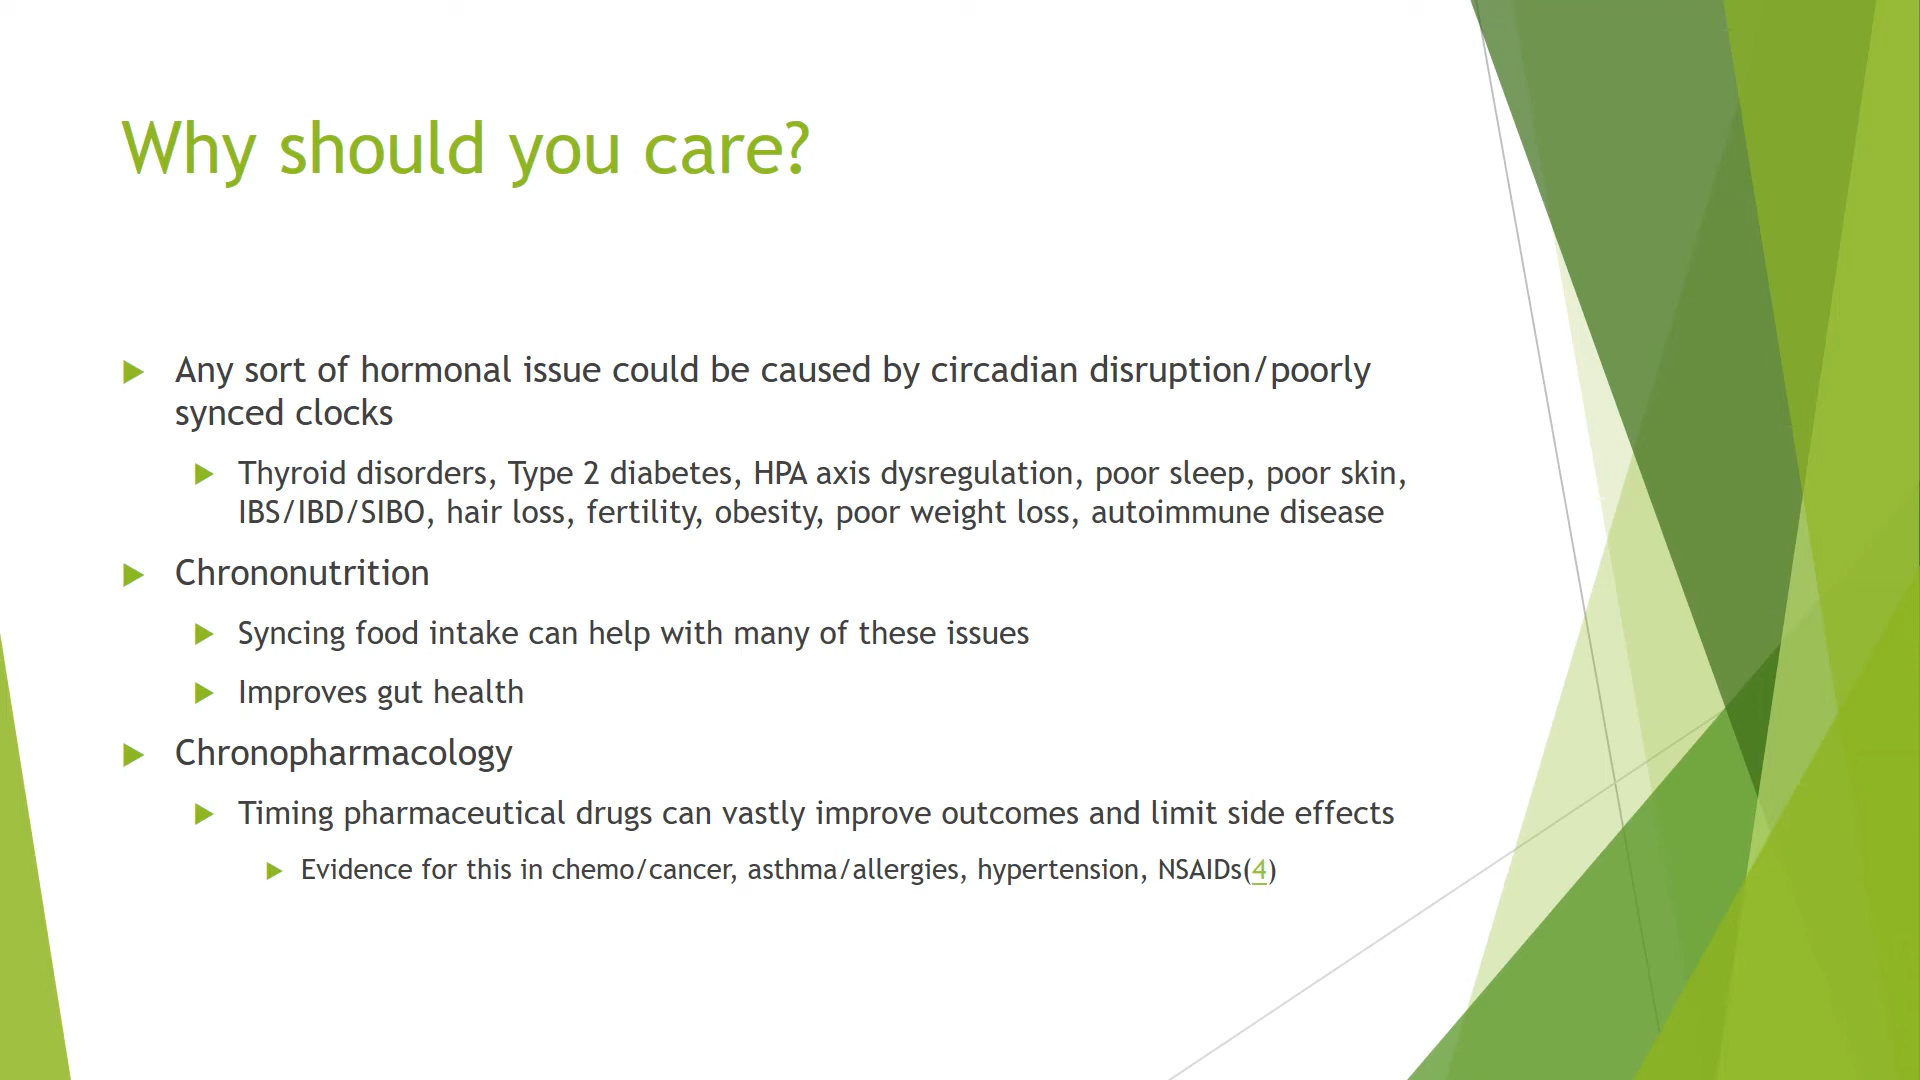 Why should you care?
Any sort of hormonal issue could be caused by circadian disruption/poorly
synced clocks
Thyroid disorders, Type 2 diabetes, HPA axis dysregulation, poor sleep, poor skin,
IBS/IBD/SIBO, hair loss, fertility, obesity, poor weight loss, autoimmune disease
Chrononutrition
Syncing food intake can help with many of these issues
Improves gut health
Chronopharmacology
Timing pharmaceutical drugs can vastly improve outcomes and limit side effects
Evidence for this in chemo/cancer, asthma/allergies, hypertension, NSAIDs(4)